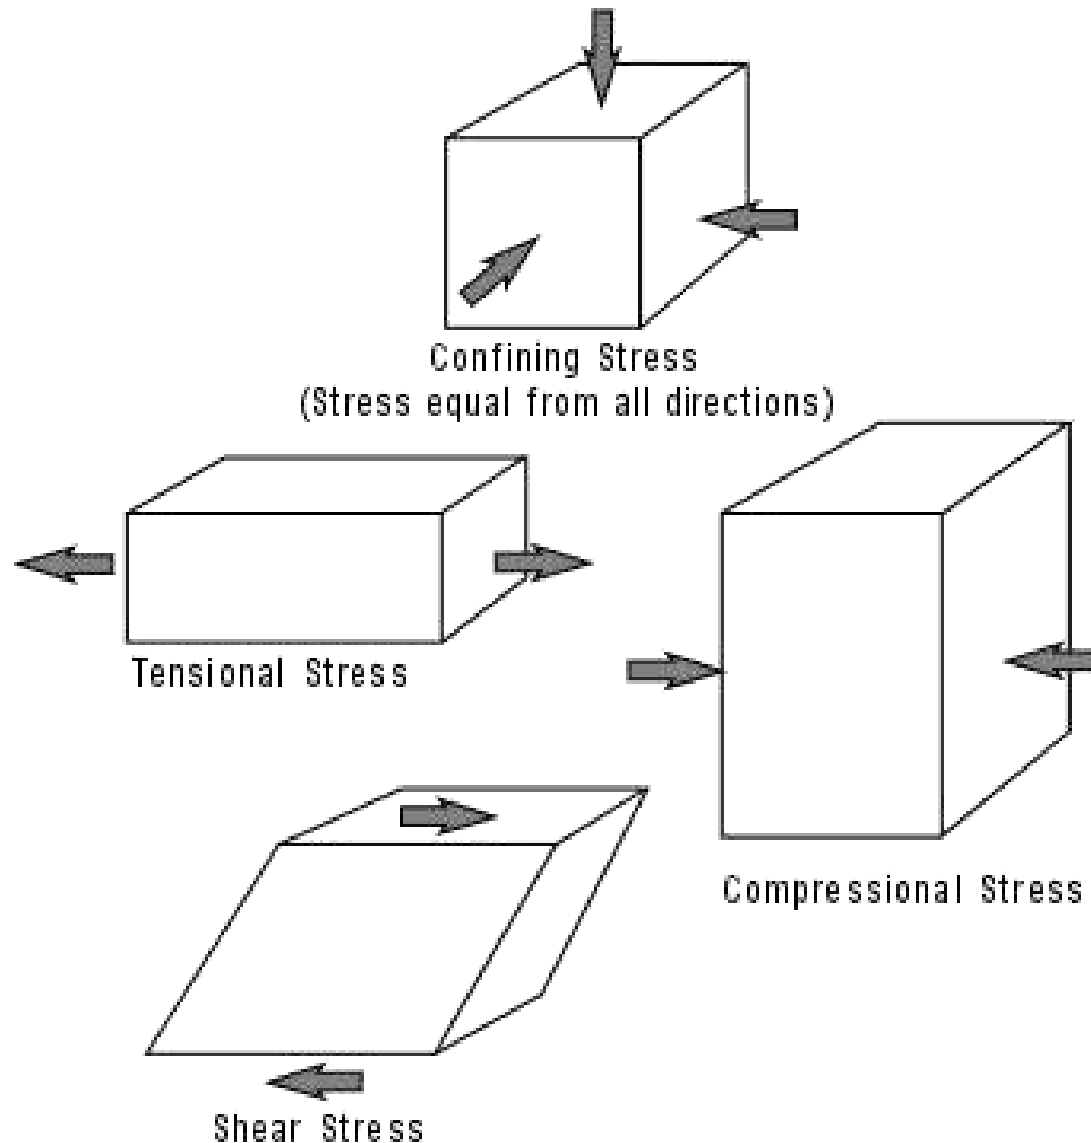 Confining Stress
(Stress equal from all directions)
Tensional Stress
Compressional Stress
Shear Stress